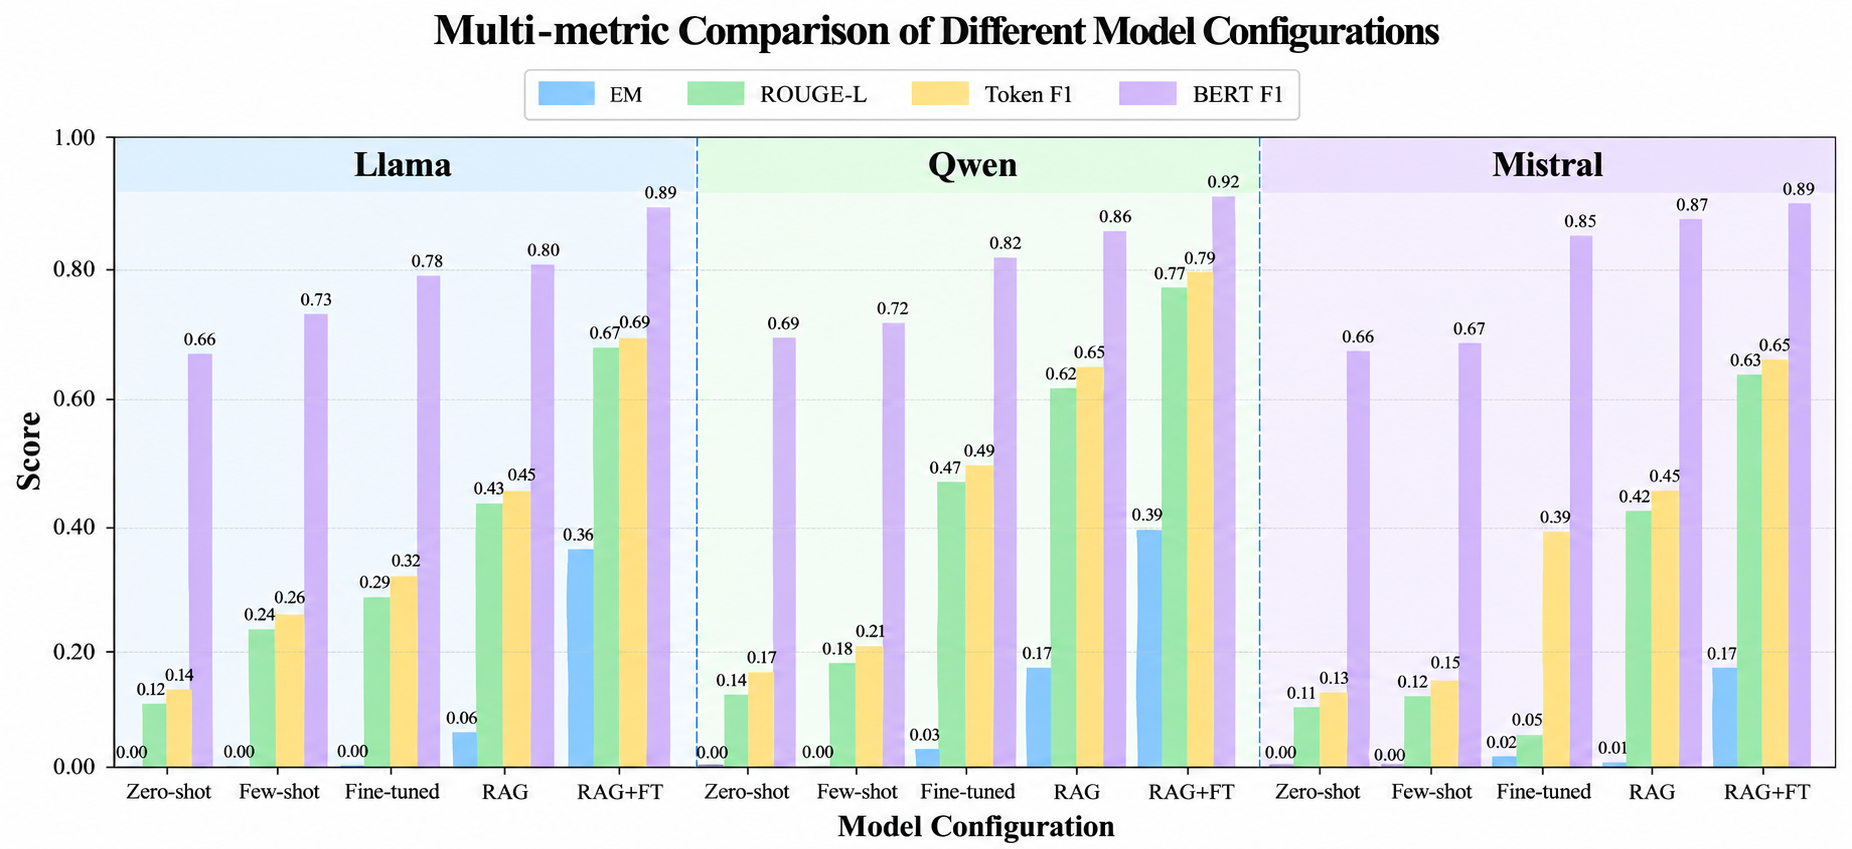 Multi-metric Comparison of Different Model Configurations
EM ROUGE-L Token F1 BERT F1
Llama Qwen Mistral
Score
1.00
0.80
0.60
0.40
0.20
0.00
0.00 0.12 0.14 0.66
0.00 0.24 0.26 0.73
0.00 0.29 0.32 0.78
0.06 0.43 0.45 0.80
0.36 0.67 0.69 0.89
0.00 0.14 0.17 0.69
0.00 0.18 0.21 0.72
0.03 0.47 0.49 0.82
0.17 0.62 0.65 0.86
0.39 0.77 0.79 0.92
0.00 0.11 0.13 0.66
0.00 0.12 0.15 0.67
0.02 0.05 0.39 0.85
0.01 0.42 0.45 0.87
0.17 0.63 0.65 0.89
Zero-shot Few-shot Fine-tuned RAG RAG+FT Zero-shot Few-shot Fine-tuned RAG RAG+FT Zero-shot Few-shot Fine-tuned RAG RAG+FT
Model Configuration